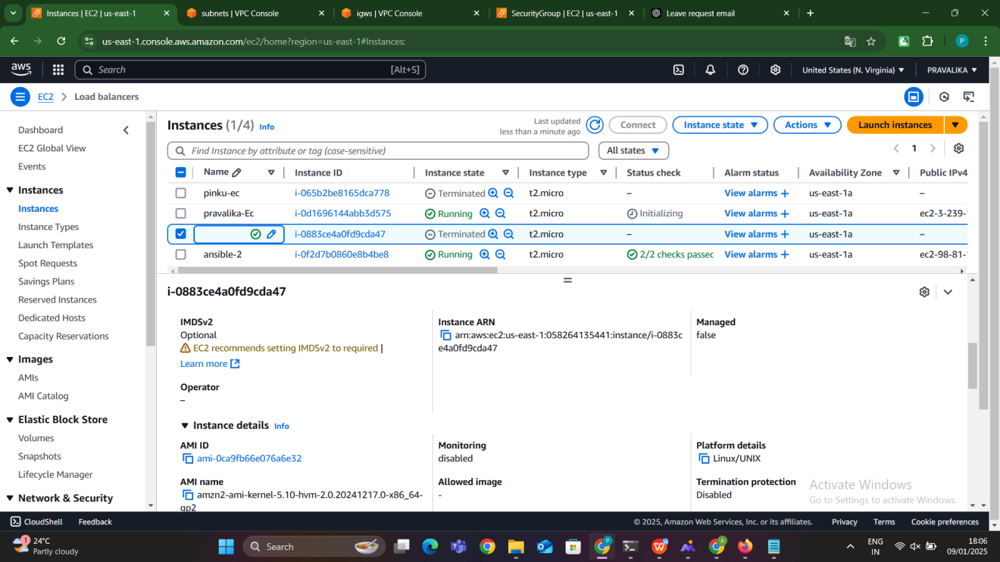 Instances | EC2 | us-east-1
subnets | VPC Console
igws | VPC Console
SecurityGroup | EC2 | us-east-1
Leave request email
us-east-1.console.aws.amazon.com/ec2/home?region=us-east-1#Instances:
P
aws
Search
[Alt+S]
United States (N. Virginia)
PRAVALIKA
EC2
Load balancers
Dashboard
EC2 Global View
Events
Instances
Instances
Instance Types
Launch Templates
Spot Requests
Savings Plans
Reserved Instances
Dedicated Hosts
Capacity Reservations
Images
AMIs
AMI Catalog
Elastic Block Store
Volumes
Snapshots
Lifecycle Manager
Network & Security
Instances (1/4) Info
Last updated
less than a minute ago
Connect
Instance state
Actions
Launch instances
Find Instance by attribute or tag (case-sensitive)
All states
1
Name Instance ID Instance state Instance type Status check Alarm status Availability Zone Public IPv4
pinku-ec i-065b2be8165dca778 Terminated t2.micro – View alarms + us-east-1a –
pravalika-Ec i-0d1696144abb3d575 Running t2.micro Initializing View alarms + us-east-1a ec2-3-239-
i-0883ce4a0fd9cda47 Terminated t2.micro – View alarms + us-east-1a –
ansible-2 i-0f2d7b0860e8b4be8 Running t2.micro 2/2 checks passed View alarms + us-east-1a ec2-98-81-
i-0883ce4a0fd9cda47
IMDSv2
Optional
EC2 recommends setting IMDSv2 to required |
Learn more
Instance ARN
arn:aws:ec2:us-east-1:058264135441:instance/i-0883c
e4a0fd9cda47
Managed
false
Operator
–
Instance details Info
AMI ID
ami-0ca9fb66e076a6e32
Monitoring
disabled
Platform details
Linux/UNIX
AMI name
amzn2-ami-kernel-5.10-hvm-2.0.20241217.0-x86_64-
gp2
Allowed image
-
Termination protection
Disabled
Activate Windows
Go to Settings to activate Windows.
CloudShell
Feedback
© 2025, Amazon Web Services, Inc. or its affiliates.
Privacy
Terms
Cookie preferences
1
24°C
Partly cloudy
Search
P
A
ENG
IN
18:06
09/01/2025